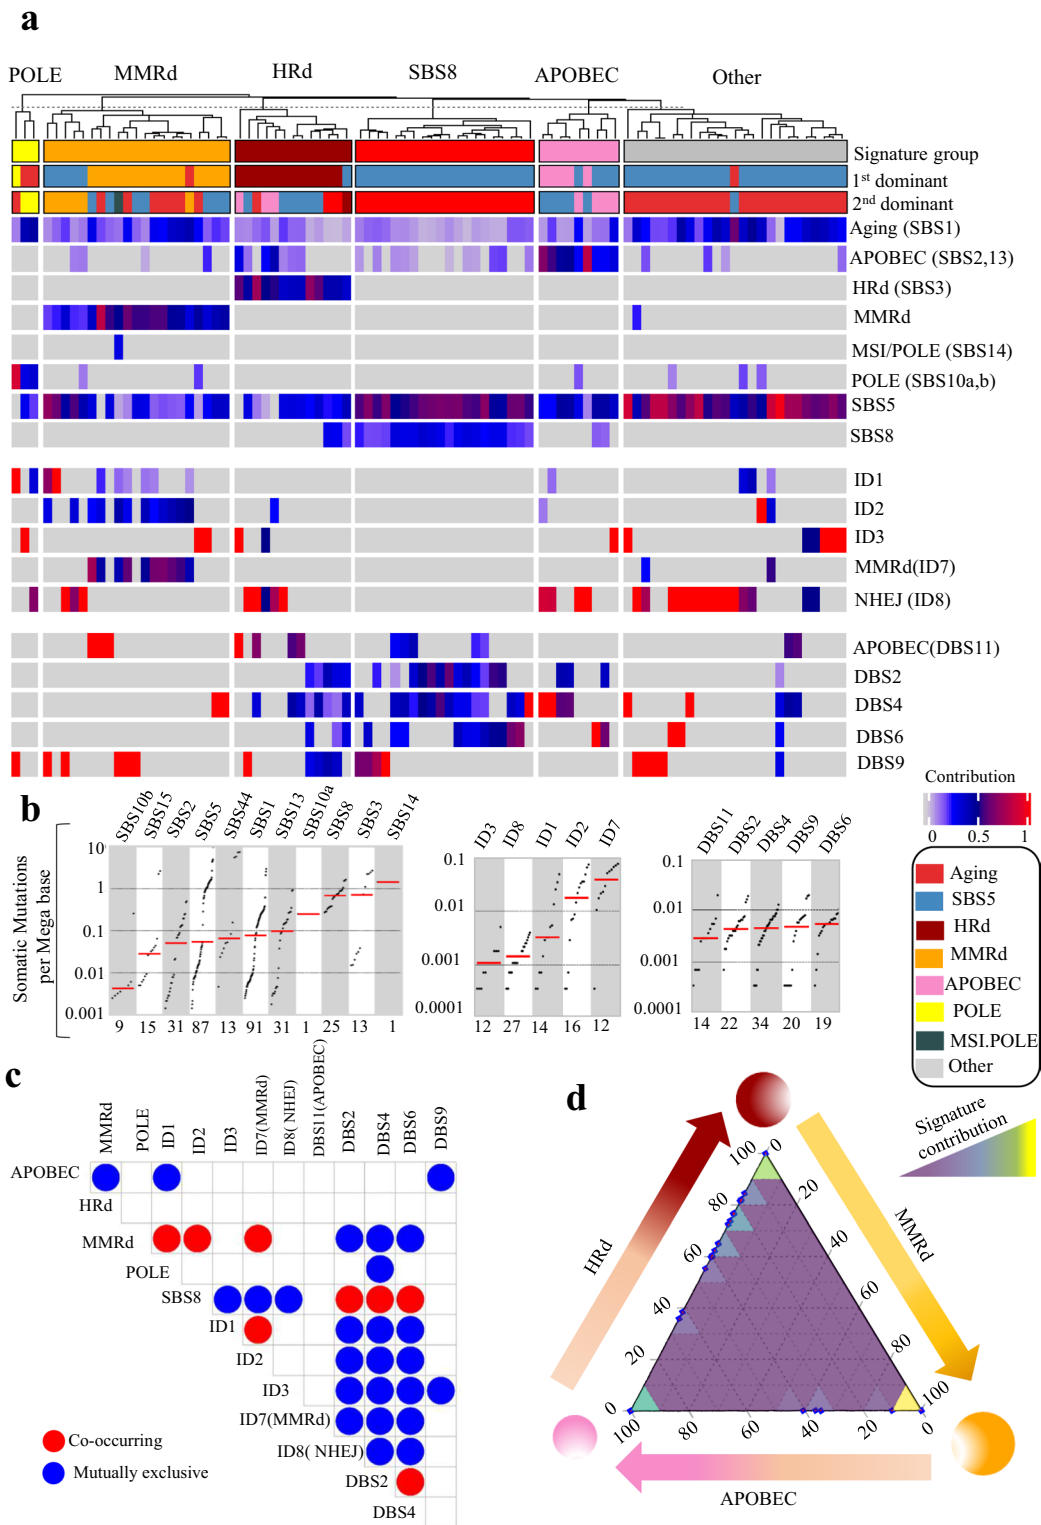 a
POLE MMRd HRd SBS8 APOBEC Other
Signature group
1st dominant
2nd dominant
Aging (SBS1)
APOBEC (SBS2,13)
HRd (SBS3)
MMRd
MSI/POLE (SBS14)
POLE (SBS10a,b)
SBS5
SBS8
ID1
ID2
ID3
MMRd(ID7)
NHEJ (ID8)
APOBEC(DBS11)
DBS2
DBS4
DBS6
DBS9
Contribution
0 0.5 1
Aging
SBS5
HRd
MMRd
APOBEC
POLE
MSI.POLE
Other
b
Somatic Mutations
per Mega base
SBS10b SBS15 SBS2 SBS5 SBS44 SBS1 SBS13 SBS10a SBS8 SBS3 SBS14
10
1
0.1
0.01
0.001
9 15 31 87 13 91 31 1 25 13 1
ID3 ID8 ID1 ID2 ID7
0.1
0.01
0.001
0.0001
12 27 14 16 12
DBS11 DBS2 DBS4 DBS9 DBS6
0.1
0.01
0.001
0.0001
14 22 34 20 19
c
MMRd POLE ID1 ID2 ID3 ID7(MMRd) ID8( NHEJ) DBS11(APOBEC) DBS2 DBS4 DBS6 DBS9
APOBEC
HRd
MMRd
POLE
SBS8
ID1
ID2
ID3
ID7(MMRd)
ID8( NHEJ)
DBS2
DBS4
Co-occurring
Mutually exclusive
d
Signature
contribution
HRd
MMRd
APOBEC
100 80 60 40 20 0
0 20 40 60 80 100
100 80 60 40 20 0